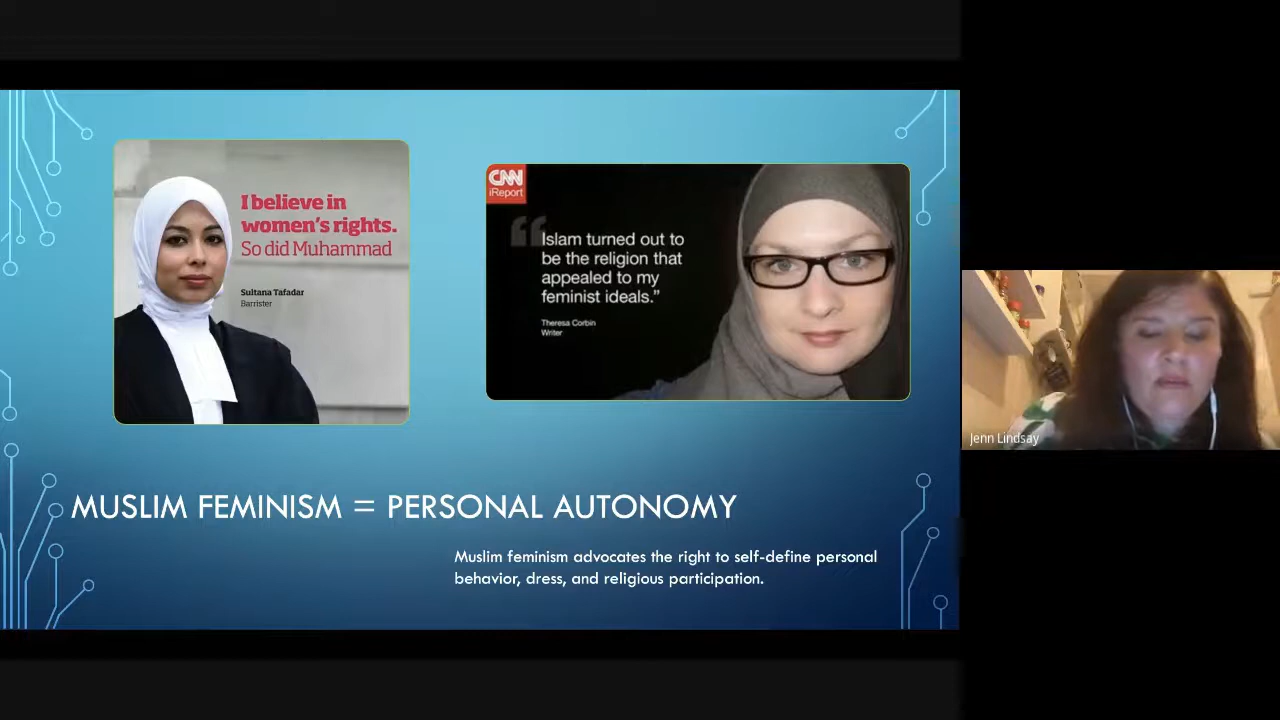 I believe in
women's rights.
So did Muhammad
Sultana Tafadar
Barrister
CNN
iReport
“
Islam turned out to
be the religion that
appealed to my
feminist ideals.”
Theresa Corbin
Writer
MUSLIM FEMINISM = PERSONAL AUTONOMY
Muslim feminism advocates the right to self-define personal
behavior, dress, and religious participation.
Jenn Lindsay